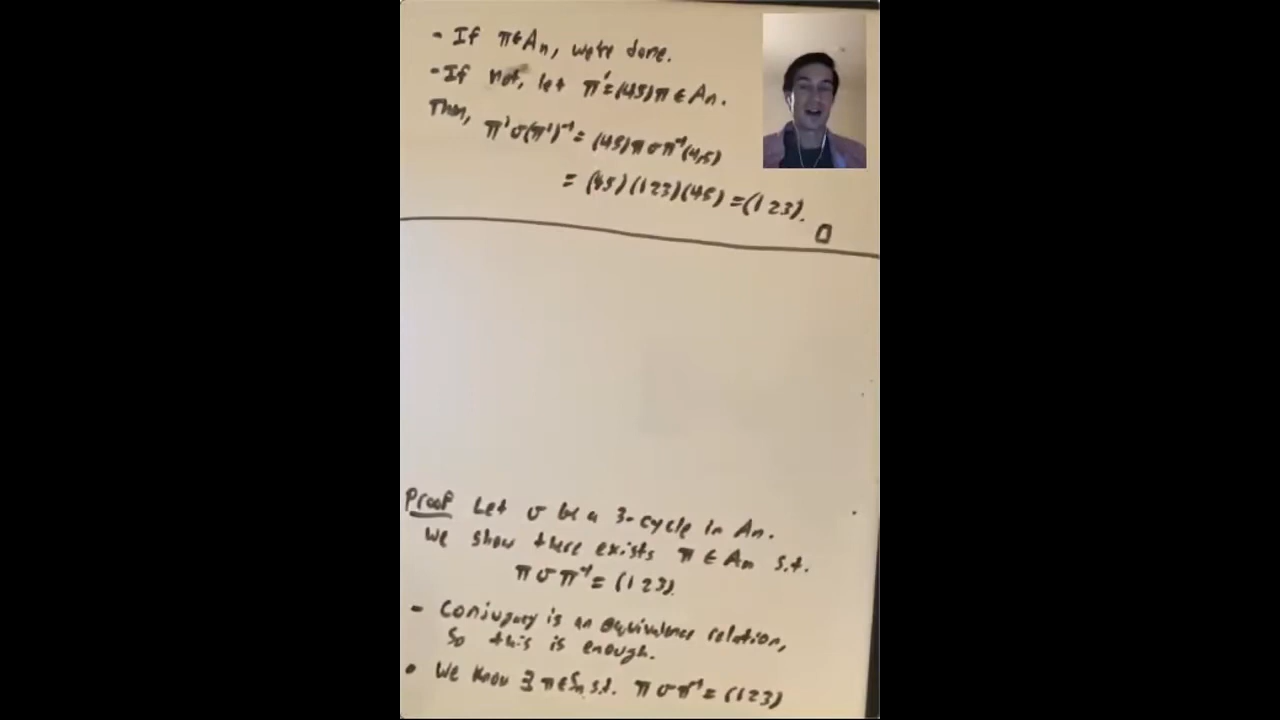 - If π∈An, we're done.
- If not, let π'=(45)π ∈ An.
Then, π'σ(π')⁻¹ = (45)πσπ⁻¹(45)
= (45)(123)(45) = (123).
Proof Let σ be a 3-cycle in An.
We show there exists π ∈ An s.t.
πσπ⁻¹ = (123).
- Conjugacy is an equivalence relation,
so this is enough.
• We know ∃ π∈Sn s.t. πσπ⁻¹ = (123)